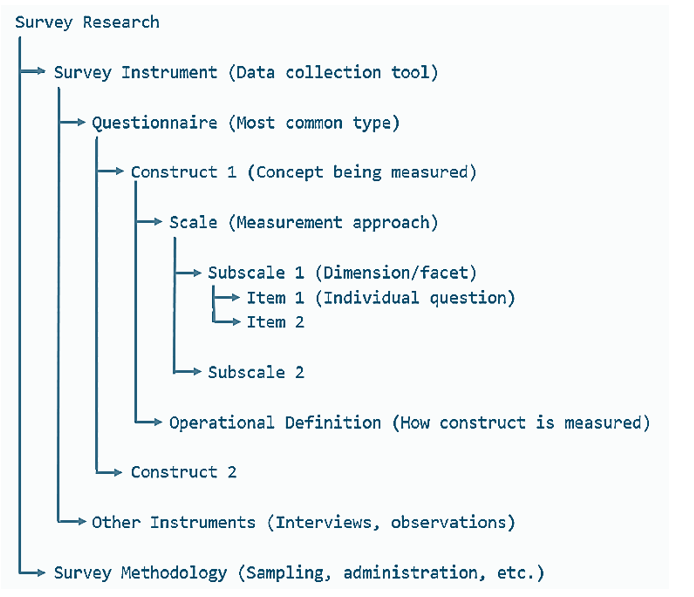 Survey Research
Survey Instrument (Data collection tool)
Questionnaire (Most common type)
Construct 1 (Concept being measured)
Scale (Measurement approach)
Subscale 1 (Dimension/facet)
Item 1 (Individual question)
Item 2
Subscale 2
Operational Definition (How construct is measured)
Construct 2
Other Instruments (Interviews, observations)
Survey Methodology (Sampling, administration, etc.)